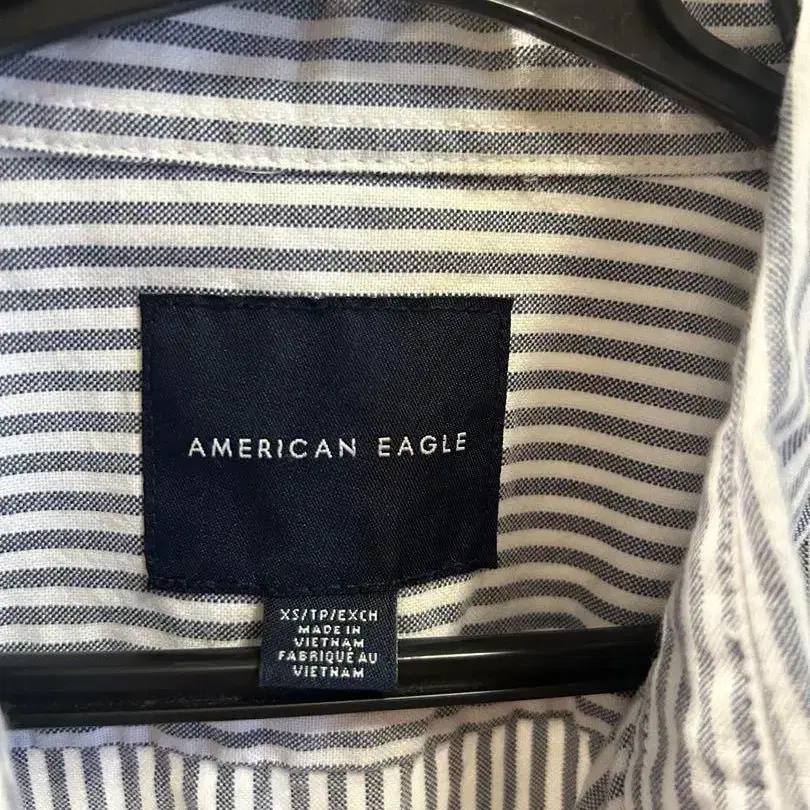 AMERICAN EAGLE
XS/TP/EXCH
MADE IN
VIETNAM
FABRIQUÉ AU
VIETNAM